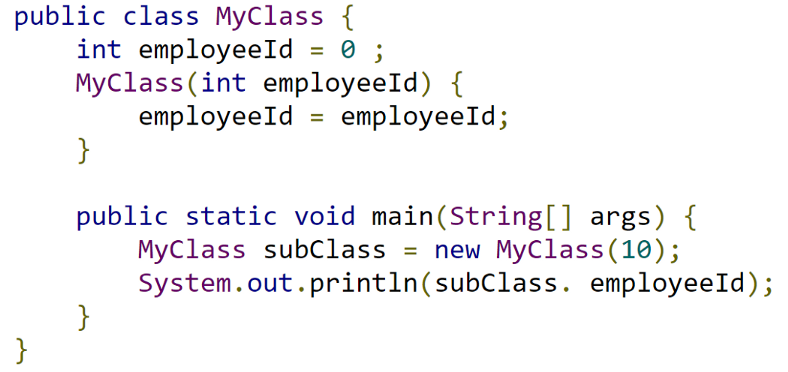 public class MyClass {
    int employeeId = 0 ;
    MyClass(int employeeId) {
        employeeId = employeeId;
    }

    public static void main(String[] args) {
        MyClass subClass = new MyClass(10);
        System.out.println(subClass. employeeId);
    }
}